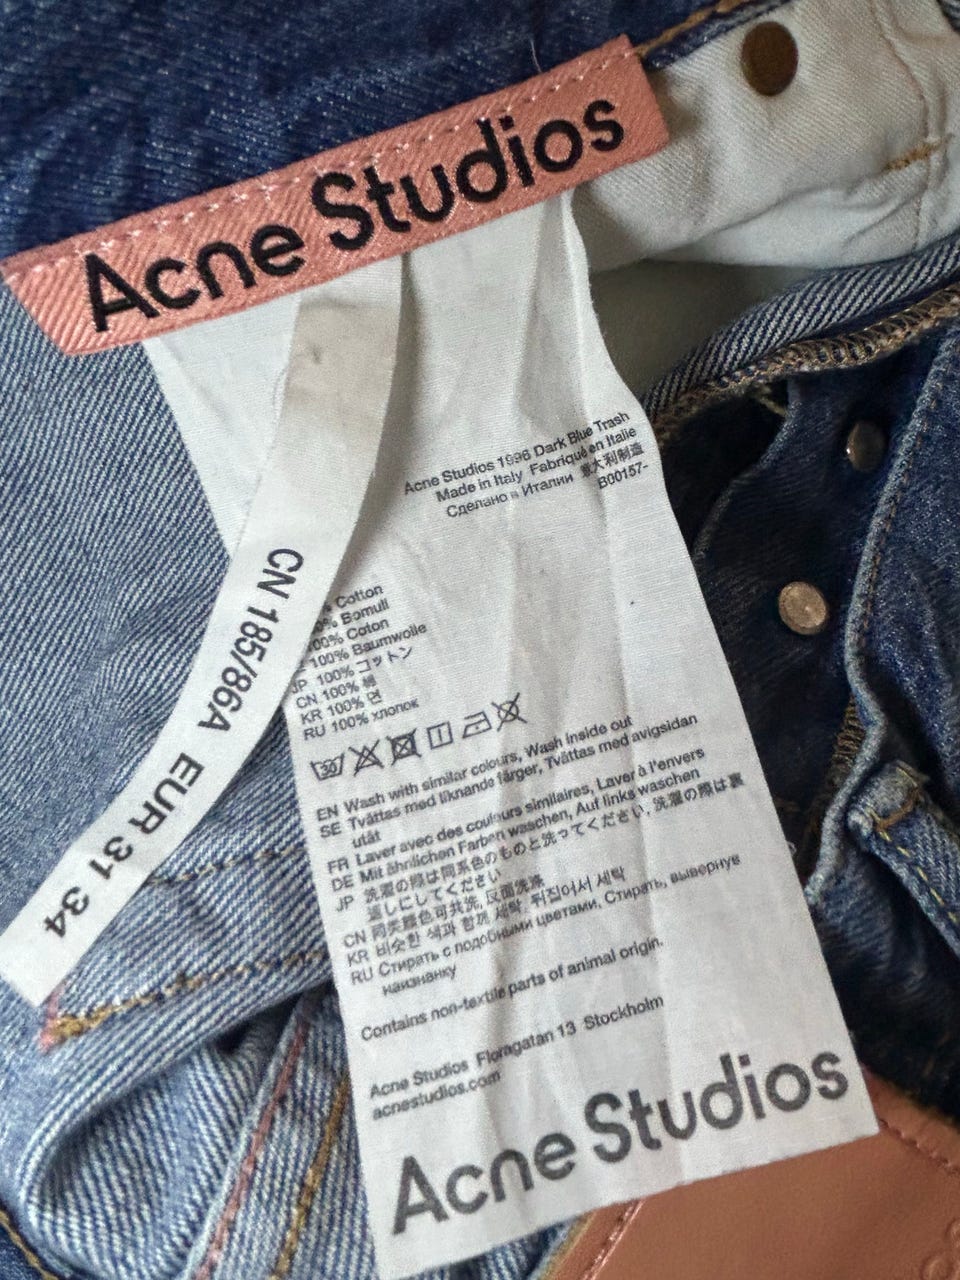 Acne Studios
CN 185/86A EUR 31 34
Acne Studios 1996 Dark Blue Trash
Made in Italy Fabriqué en Italie
Сделано в Италии 意大利制造
B00157-
% Cotton
% Bomull
100% Coton
100% Baumwolle
JP 100% コットン
CN 100% 棉
KR 100% 면
RU 100% хлопок
30
EN Wash with similar colours, Wash inside out
SE Tvättas med liknande färger, Tvättas med avigsidan
utåt
FR Laver avec des couleurs similaires, Laver à l'envers
DE Mit ähnlichen Farben waschen, Auf links waschen
JP 洗濯の際は同系色のものと洗ってください, 洗濯の際は裏
返しにしてください
CN 同类颜色可共洗, 反面洗涤
KR 비슷한 색과 함께 세탁, 뒤집어서 세탁
RU Стирать с подобными цветами, Стирать, вывернув
наизнанку
Contains non-textile parts of animal origin.
Acne Studios Floragatan 13 Stockholm
acnestudios.com
Acne Studios